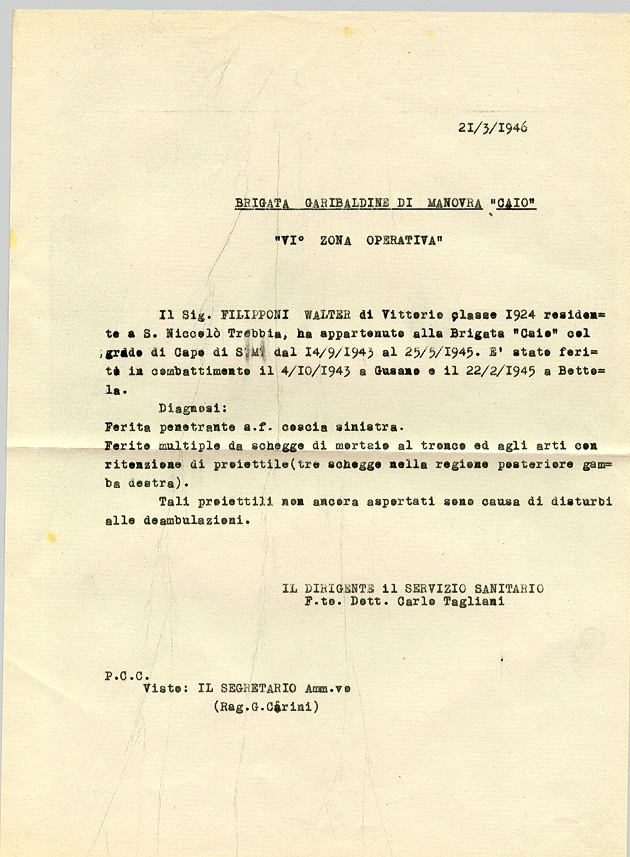 21/3/1946
BRIGATA GARIBALDINE DI MANOVRA "CAIO"
"VI° ZONA OPERATIVA"
Il Sig. FILIPPONI WALTER di Vittorio classe 1924 residen=
te a S. Niccolò Trebbia, ha appartenuto alla Brigata "Caio" col
grado di Capo di S.M. dal 14/9/1943 al 25/5/1945. E' stato feri=
to in combattimento il 4/10/1943 a Gusano e il 22/2/1945 a Betto=
la.
Diagnosi:
Ferita penetrante a.f. coscia sinistra.
Ferite multiple da schegge di mortaio al tronco ed agli arti con
ritenzione di proiettile(tre schegge nella regione posteriore gam=
ba destra).
Tali proiettili non ancora asportati sono causa di disturbi
alle deambulazioni.
IL DIRIGENTE il SERVIZIO SANITARIO
F.to. Dott. Carlo Tagliani
P.C.C.
Visto: IL SEGRETARIO Amm.vo
(Rag.G.Carini)